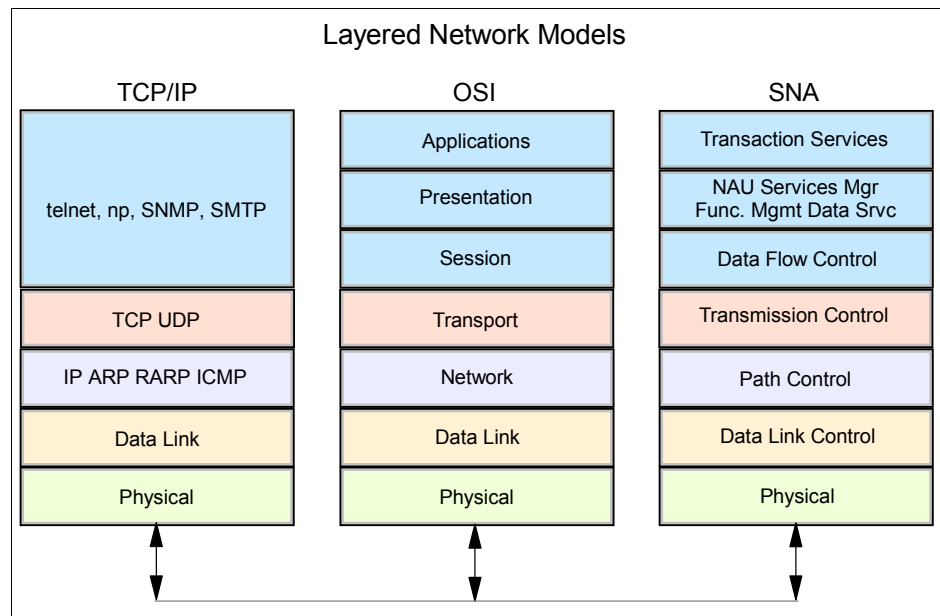 Layered Network Models
TCP/IP
telnet, np, SNMP, SMTP
TCP UDP
IP ARP RARP ICMP
Data Link
Physical
OSI
Applications
Presentation
Session
Transport
Network
Data Link
Physical
SNA
Transaction Services
NAU Services Mgr
Func. Mgmt Data Srvc
Data Flow Control
Transmission Control
Path Control
Data Link Control
Physical